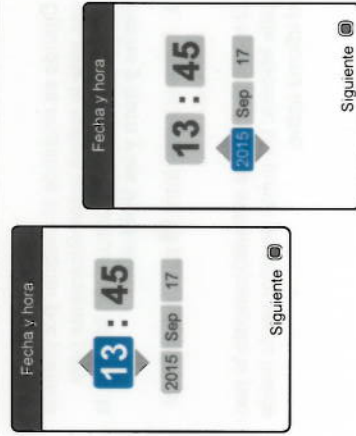 Fecha y hora
13 : 45
2015 Sep 17
Siguiente
Fecha y hora
13 : 45
2015 Sep 17
Siguiente